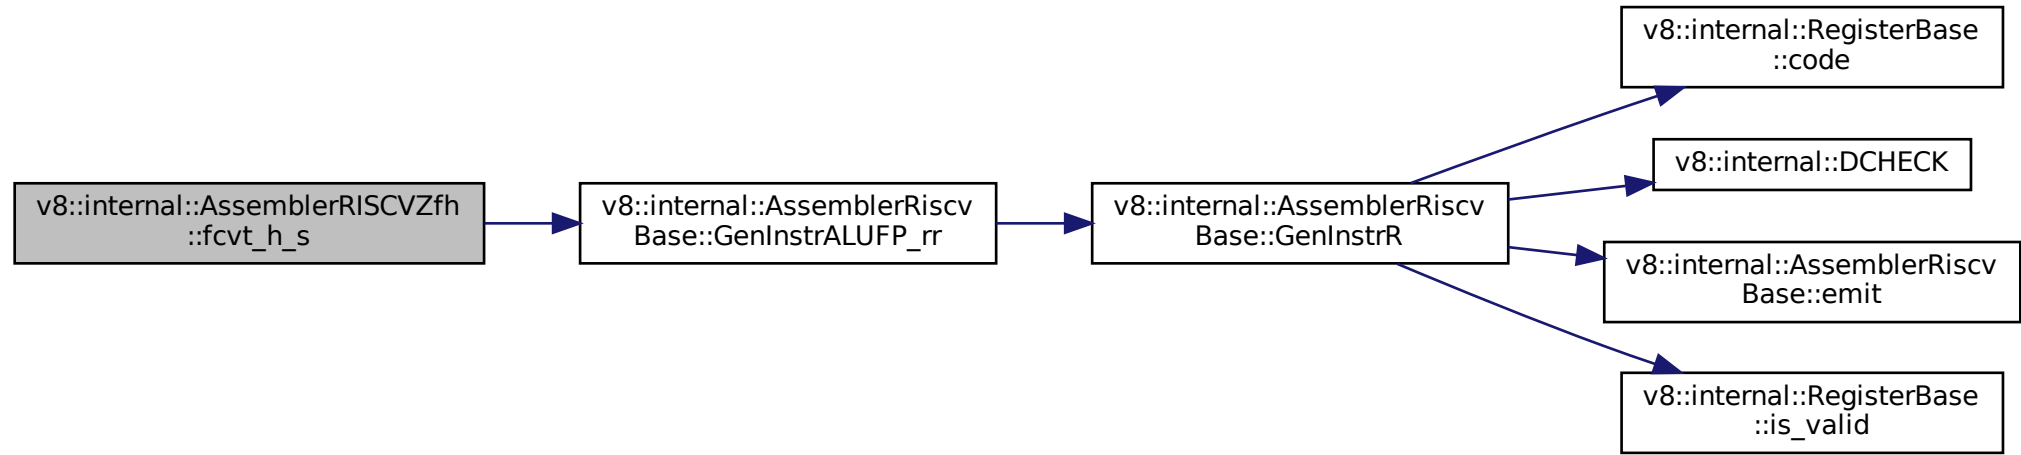 v8::internal::AssemblerRISCVZfh
::fcvt_h_s
v8::internal::AssemblerRiscv
Base::GenInstrALUFP_rr
v8::internal::AssemblerRiscv
Base::GenInstrR
v8::internal::RegisterBase
::code
v8::internal::DCHECK
v8::internal::AssemblerRiscv
Base::emit
v8::internal::RegisterBase
::is_valid